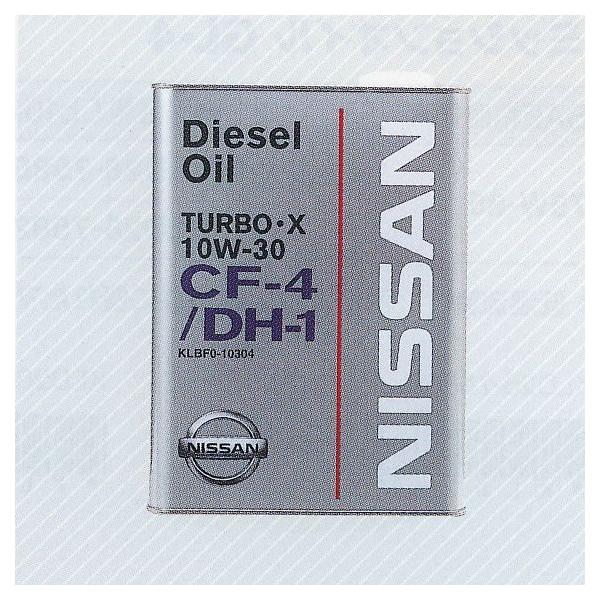 Diesel
Oil
TURBO・X
10W-30
CF-4
/DH-1
KLBF0-10304
NISSAN
NISSAN